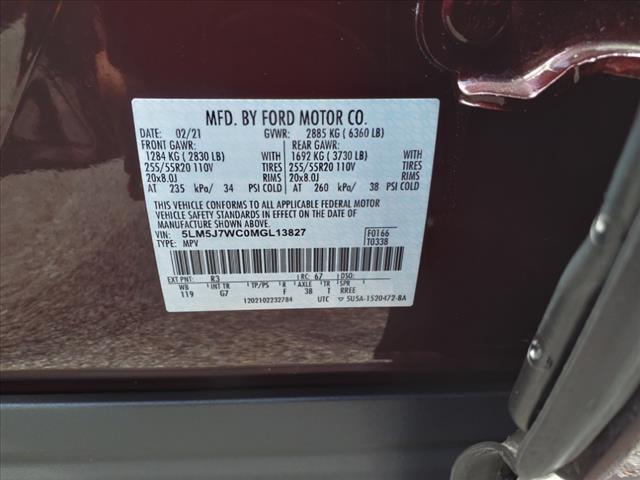 MFD. BY FORD MOTOR CO.
DATE: 02/21 GVWR: 2885 KG ( 6360 LB)
FRONT GAWR: REAR GAWR:
1284 KG ( 2830 LB) WITH 1692 KG ( 3730 LB) WITH
255/55R20 110V TIRES 255/55R20 110V TIRES
20x8.0J RIMS 20x8.0J RIMS
AT 235 kPa/ 34 PSI COLD AT 260 kPa/ 38 PSI COLD
THIS VEHICLE CONFORMS TO ALL APPLICABLE FEDERAL MOTOR
VEHICLE SAFETY STANDARDS IN EFFECT ON THE DATE OF
MANUFACTURE SHOWN ABOVE.
VIN: 5LM5J7WC0MGL13827 F0166
TYPE: MPV T0338
EXT PNT: R3 RC: 67 DSO:
WB INT TR TP/PS R AXLE TR SPR
119 G7 F 3B T RREE
1202102232784 UTC 5U5A-1520472-BA